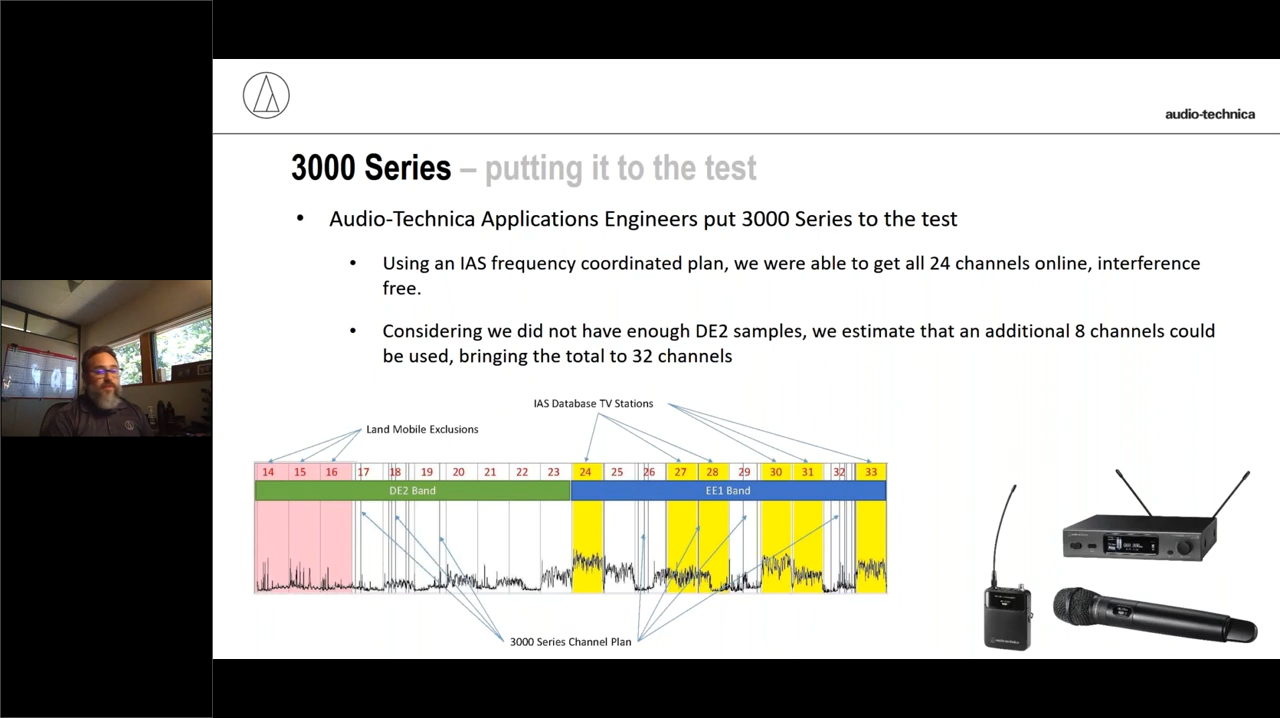 audio-technica
3000 Series – putting it to the test
• Audio-Technica Applications Engineers put 3000 Series to the test
• Using an IAS frequency coordinated plan, we were able to get all 24 channels online, interference
free.
• Considering we did not have enough DE2 samples, we estimate that an additional 8 channels could
be used, bringing the total to 32 channels
IAS Database TV Stations
Land Mobile Exclusions
14 15 16 17 18 19 20 21 22 23 24 25 26 27 28 29 30 31 32 33
DE2 Band EE1 Band
3000 Series Channel Plan